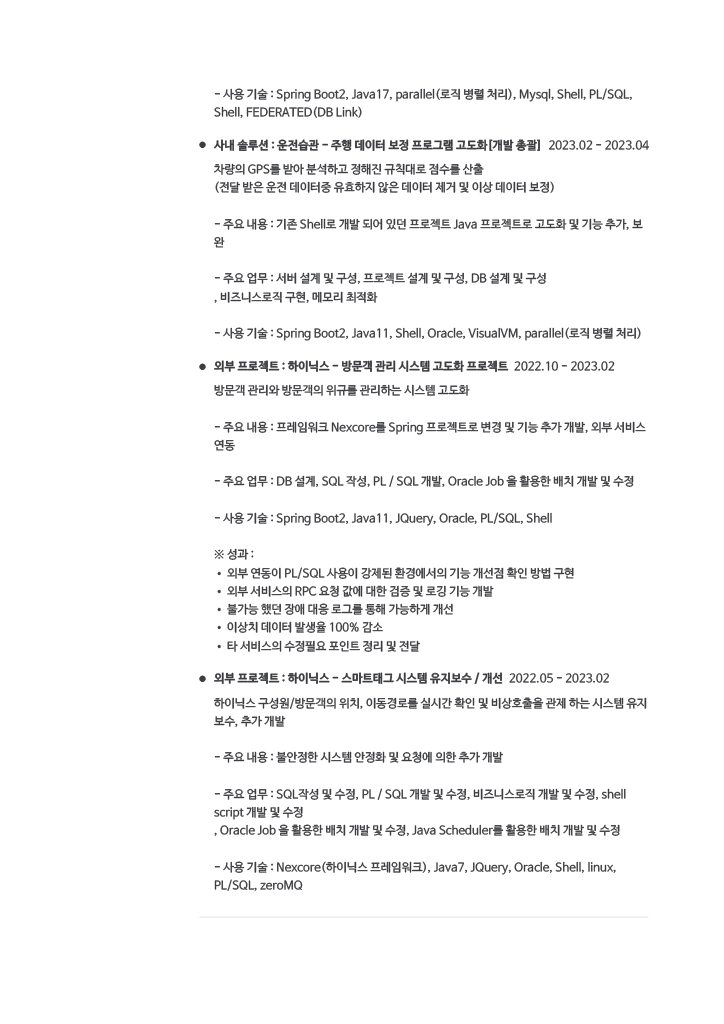 - 사용 기술 : Spring Boot2, Java17, parallel(로직 병렬 처리), Mysql, Shell, PL/SQL,
Shell, FEDERATED(DB Link)
● 사내 솔루션 : 운전습관 - 주행 데이터 보정 프로그램 고도화[개발 총괄] 2023.02 - 2023.04
차량의 GPS를 받아 분석하고 정해진 규칙대로 점수를 산출
(전달 받은 운전 데이터중 유효하지 않은 데이터 제거 및 이상 데이터 보정)
- 주요 내용 : 기존 Shell로 개발 되어 있던 프로젝트 Java 프로젝트로 고도화 및 기능 추가, 보
완
- 주요 업무 : 서버 설계 및 구성, 프로젝트 설계 및 구성, DB 설계 및 구성
, 비즈니스로직 구현, 메모리 최적화
- 사용 기술 : Spring Boot2, Java11, Shell, Oracle, VisualVM, parallel(로직 병렬 처리)
● 외부 프로젝트 : 하이닉스 - 방문객 관리 시스템 고도화 프로젝트 2022.10 - 2023.02
방문객 관리와 방문객의 위규를 관리하는 시스템 고도화
- 주요 내용 : 프레임워크 Nexcore를 Spring 프로젝트로 변경 및 기능 추가 개발, 외부 서비스
연동
- 주요 업무 : DB 설계, SQL 작성, PL / SQL 개발, Oracle Job 을 활용한 배치 개발 및 수정
- 사용 기술 : Spring Boot2, Java11, JQuery, Oracle, PL/SQL, Shell
※ 성과 :
• 외부 연동이 PL/SQL 사용이 강제된 환경에서의 기능 개선점 확인 방법 구현
• 외부 서비스의 RPC 요청 값에 대한 검증 및 로깅 기능 개발
• 불가능 했던 장애 대응 로그를 통해 가능하게 개선
• 이상치 데이터 발생율 100% 감소
• 타 서비스의 수정필요 포인트 정리 및 전달
● 외부 프로젝트 : 하이닉스 - 스마트태그 시스템 유지보수 / 개선 2022.05 - 2023.02
하이닉스 구성원/방문객의 위치, 이동경로를 실시간 확인 및 비상호출을 관제 하는 시스템 유지
보수, 추가 개발
- 주요 내용 : 불안정한 시스템 안정화 및 요청에 의한 추가 개발
- 주요 업무 : SQL작성 및 수정, PL / SQL 개발 및 수정, 비즈니스로직 개발 및 수정, shell
script 개발 및 수정
, Oracle Job 을 활용한 배치 개발 및 수정, Java Scheduler를 활용한 배치 개발 및 수정
- 사용 기술 : Nexcore(하이닉스 프레임워크), Java7, JQuery, Oracle, Shell, linux,
PL/SQL, zeroMQ